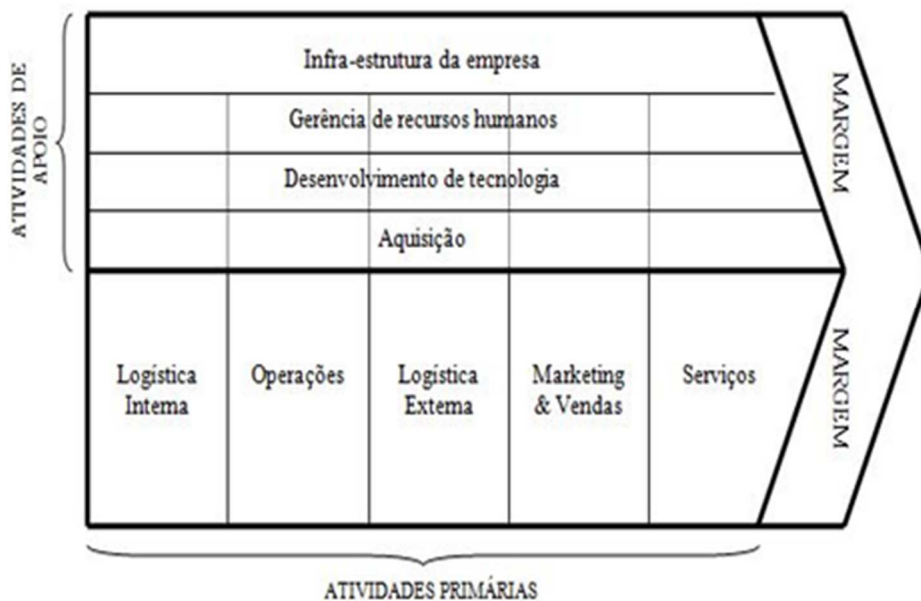 ATIVIDADES DE
APOIO
Infra-estrutura da empresa
Gerência de recursos humanos
Desenvolvimento de tecnologia
Aquisição
MARGEM
Logística
Interna
Operações
Logística
Externa
Marketing
& Vendas
Serviços
MARGEM
ATIVIDADES PRIMÁRIAS